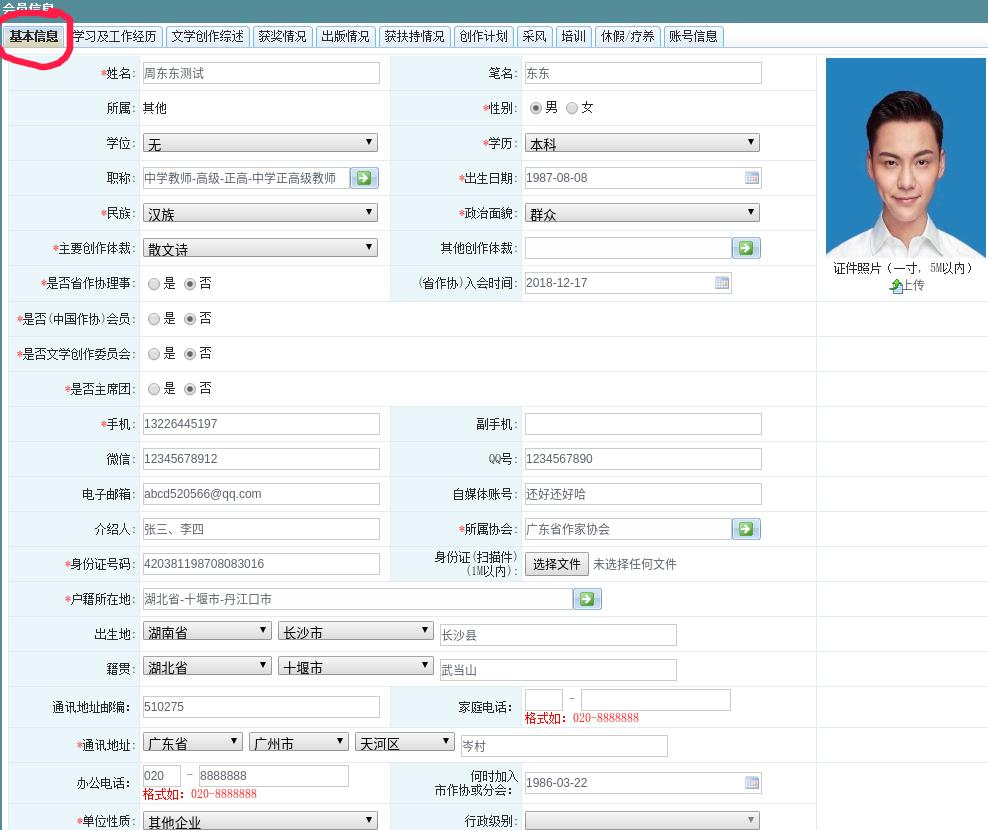 会员信息
基本信息 学习及工作经历 文学创作综述 获奖情况 出版情况 获扶持情况 创作计划 采风 培训 休假/疗养 账号信息
*姓名: 周东东测试 笔名: 东东
所属: 其他 *性别: 男 女
学位: 无 *学历: 本科
职称: 中学教师-高级-正高-中学正高级教师 *出生日期: 1987-08-08
*民族: 汉族 *政治面貌: 群众
*主要创作体裁: 散文诗 其他创作体裁:
证件照片(一寸, 5M以内)
上传
*是否省作协理事: 是 否 (省作协)入会时间: 2018-12-17
*是否(中国作协)会员: 是 否
*是否文学创作委员会: 是 否
*是否主席团: 是 否
*手机: 13226445197 副手机:
微信: 12345678912 QQ号: 1234567890
电子邮箱: abcd520566@qq.com 自媒体账号: 还好还好哈
介绍人: 张三、李四 *所属协会: 广东省作家协会
*身份证号码: 420381198708083016 身份证(扫描件)
(1M以内): 选择文件 未选择任何文件
*户籍所在地: 湖北省-十堰市-丹江口市
出生地: 湖南省 长沙市 长沙县
籍贯: 湖北省 十堰市 武当山
通讯地址邮编: 510275 家庭电话: -
格式如: 020-8888888
*通讯地址: 广东省 广州市 天河区 岑村
办公电话: 020 - 8888888
格式如: 020-8888888
何时加入
市作协或分会: 1986-03-22
*单位性质: 其他企业 行政级别: